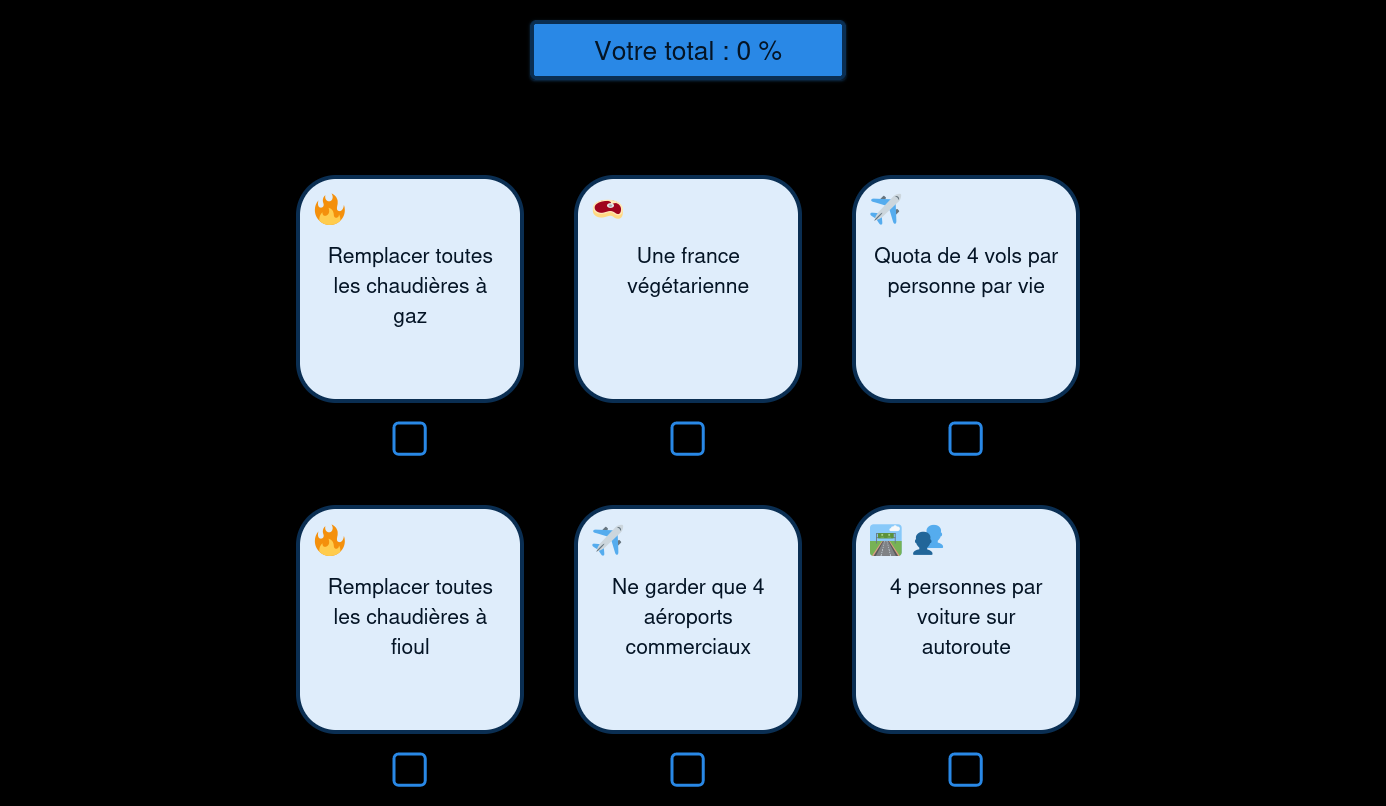 Votre total : 0 %
Remplacer toutes
les chaudières à
gaz
Une france
végétarienne
Quota de 4 vols par
personne par vie
Remplacer toutes
les chaudières à
fioul
Ne garder que 4
aéroports
commerciaux
4 personnes par
voiture sur
autoroute